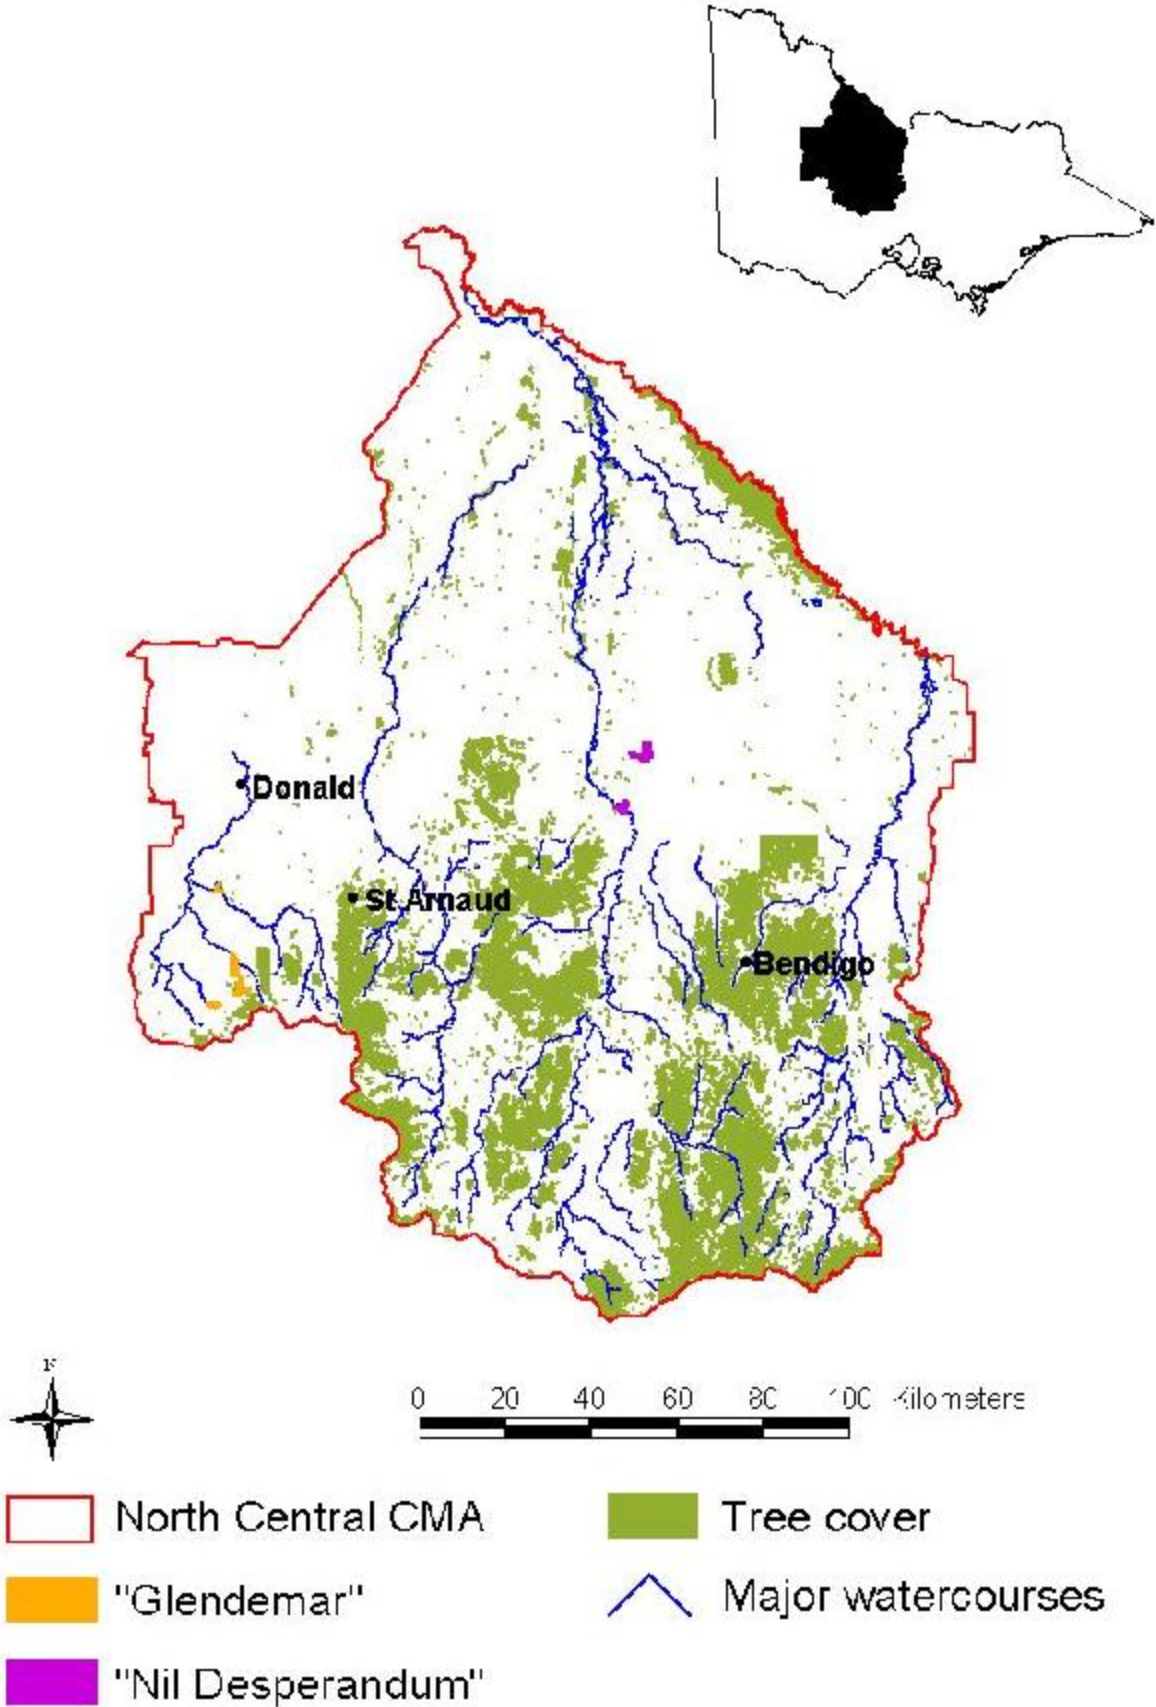 Donald
St Arnaud
Bendigo
0 20 40 60 80 100 Kilometers
North Central CMA
Tree cover
"Glendemar"
Major watercourses
"Nil Desperandum"